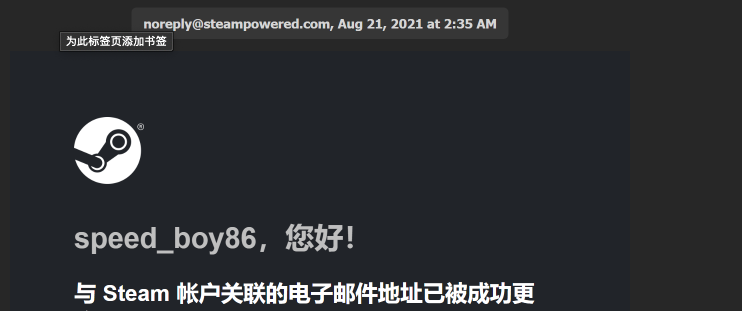 noreply@steampowered.com, Aug 21, 2021 at 2:35 AM
为此标签页添加书签
®
speed_boy86，您好！
与 Steam 帐户关联的电子邮件地址已被成功更